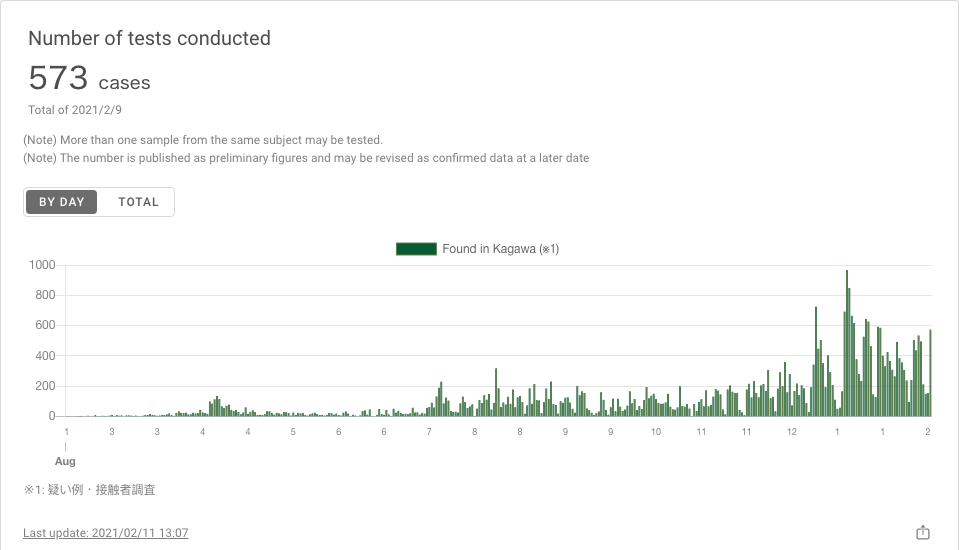 Number of tests conducted
573 cases
Total of 2021/2/9
(Note) More than one sample from the same subject may be tested.
(Note) The number is published as preliminary figures and may be revised as confirmed data at a later date
BY DAY TOTAL
Found in Kagawa (※1)
1000
800
600
400
200
0
1 3 3 4 4 5 6 6 7 8 8 9 9 10 11 11 12 1 1 2
Aug
※1: 疑い例・接触者調査
Last update: 2021/02/11 13:07